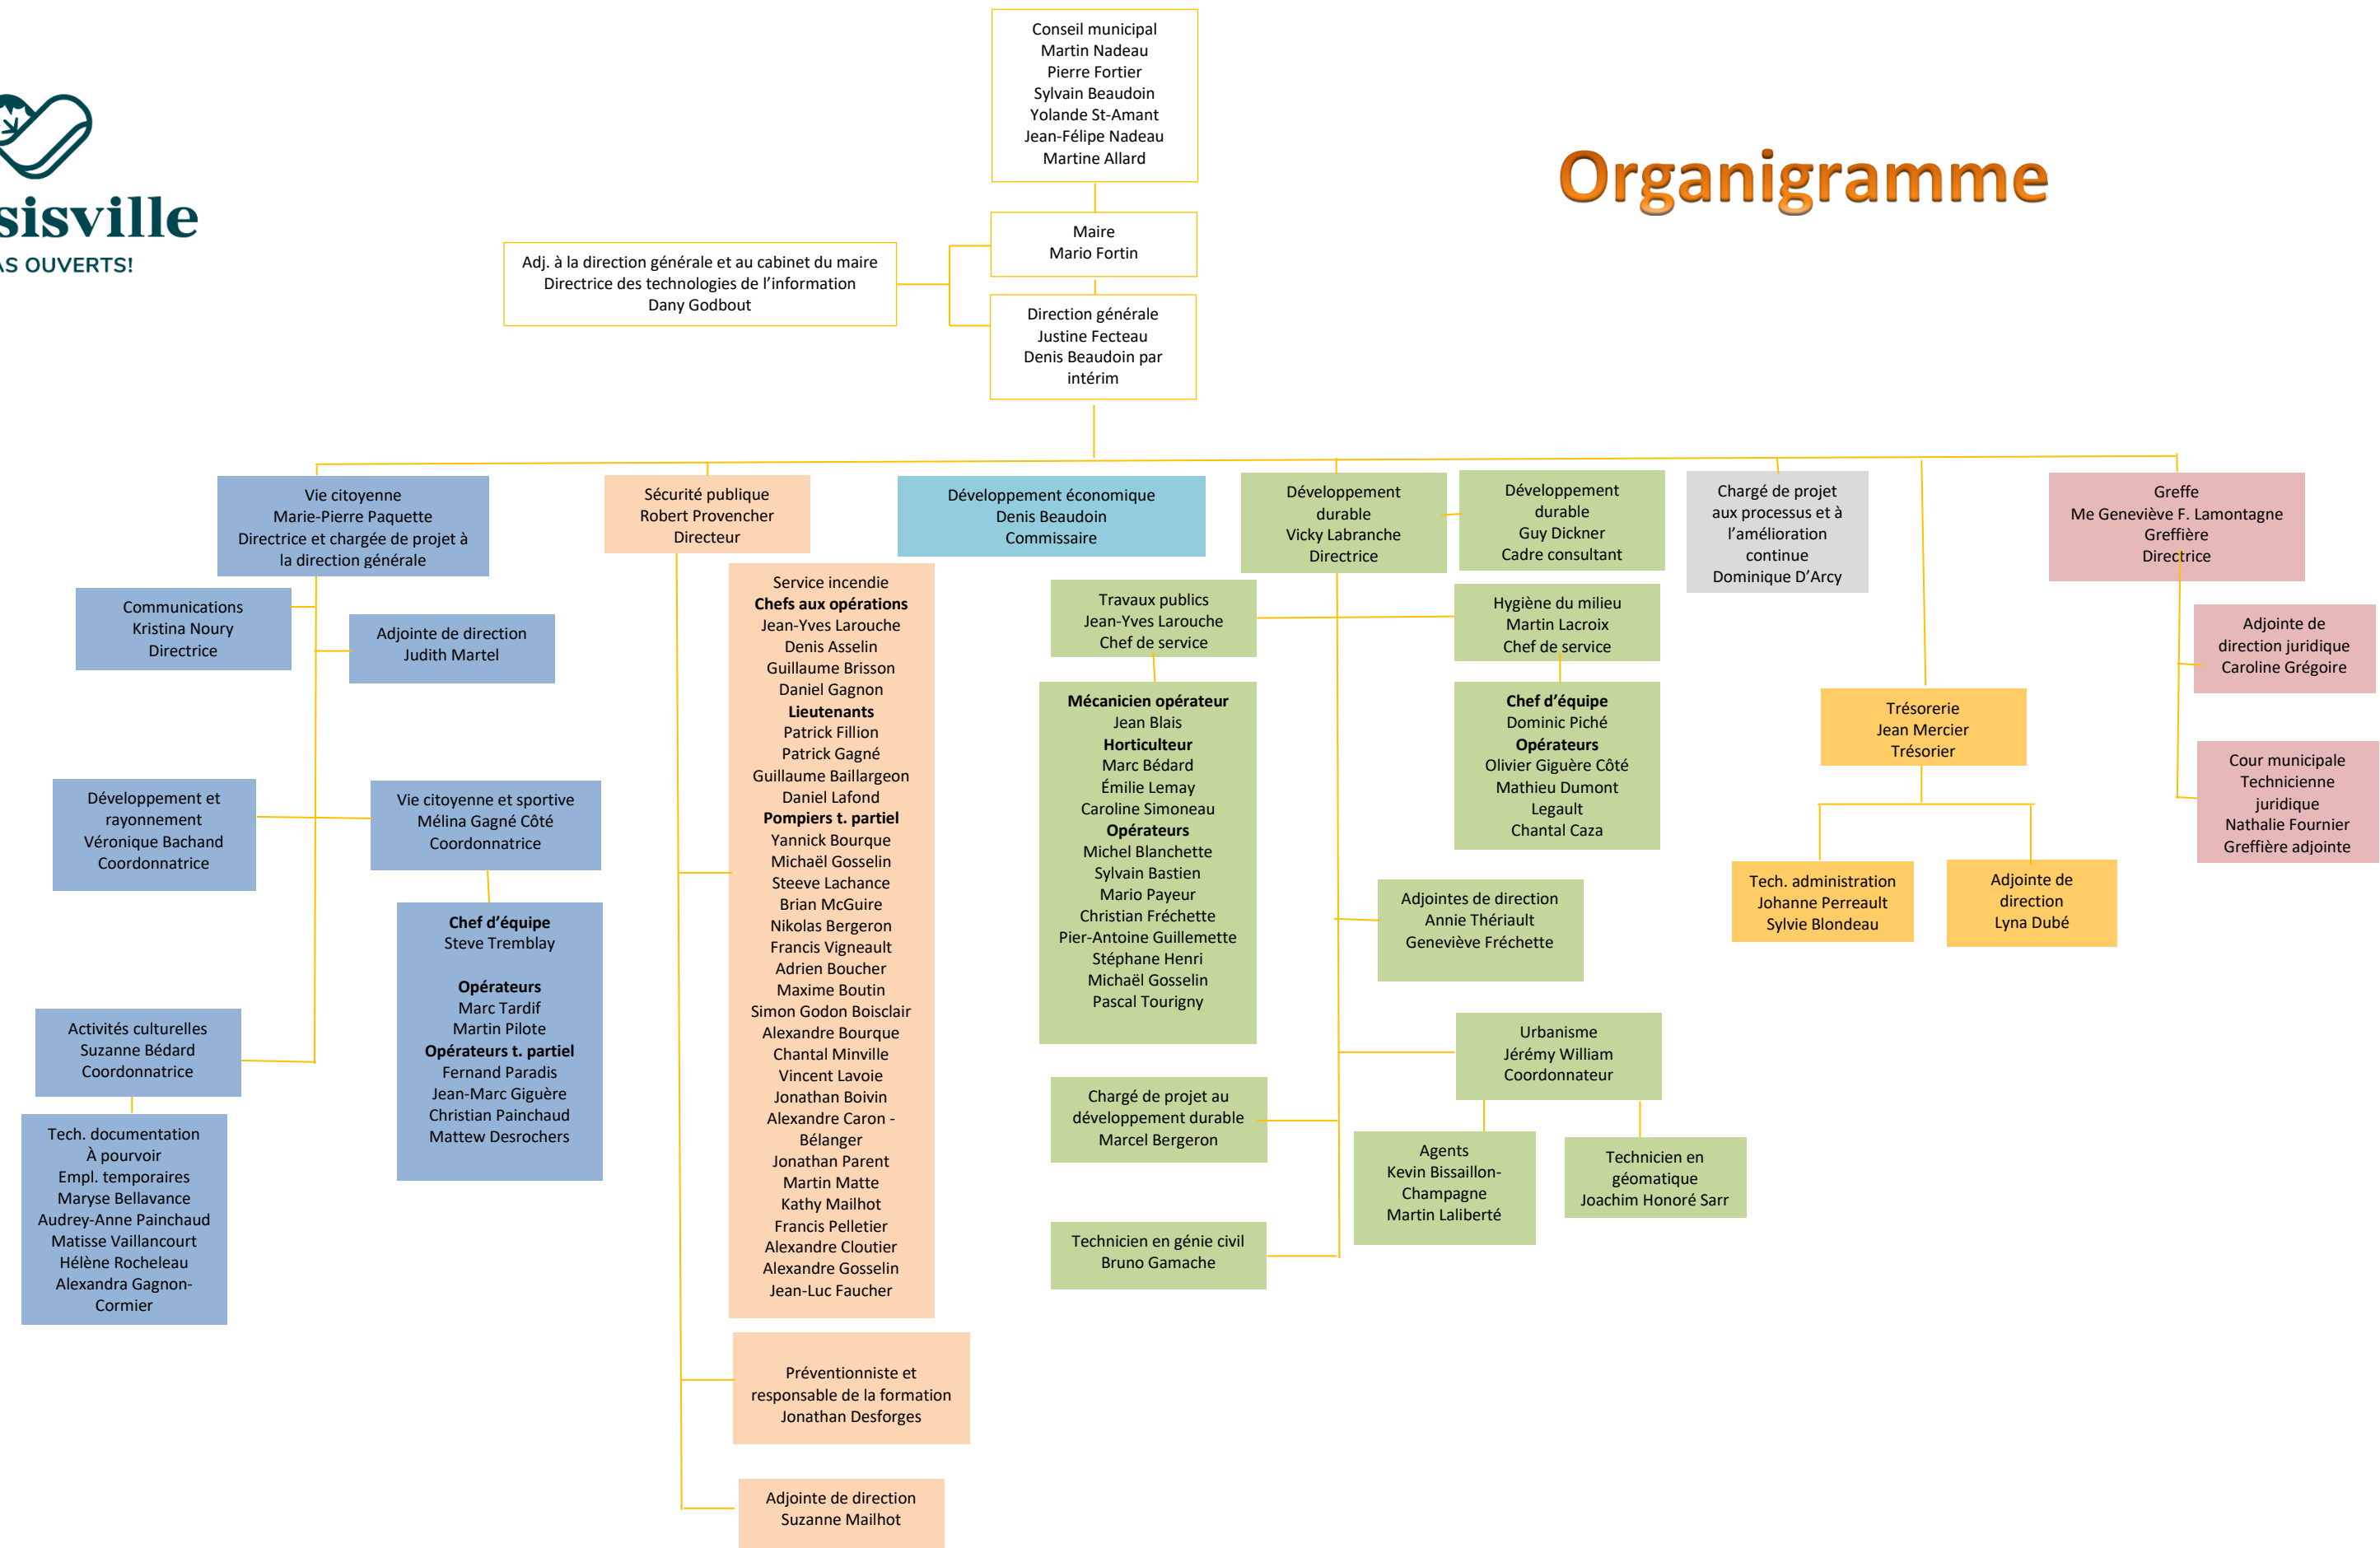 sisville
AS OUVERTS!
Organigramme
Conseil municipal
Martin Nadeau
Pierre Fortier
Sylvain Beaudoin
Yolande St-Amant
Jean-Félipe Nadeau
Martine Allard
Maire
Mario Fortin
Adj. à la direction générale et au cabinet du maire
Directrice des technologies de l’information
Dany Godbout
Direction générale
Justine Fecteau
Denis Beaudoin par
intérim
Vie citoyenne
Marie-Pierre Paquette
Directrice et chargée de projet à
la direction générale
Communications
Kristina Noury
Directrice
Adjointe de direction
Judith Martel
Développement et
rayonnement
Véronique Bachand
Coordonnatrice
Vie citoyenne et sportive
Mélina Gagné Côté
Coordonnatrice
Chef d’équipe
Steve Tremblay
Opérateurs
Marc Tardif
Martin Pilote
Opérateurs t. partiel
Fernand Paradis
Jean-Marc Giguère
Christian Painchaud
Mattew Desrochers
Activités culturelles
Suzanne Bédard
Coordonnatrice
Tech. documentation
À pourvoir
Empl. temporaires
Maryse Bellavance
Audrey-Anne Painchaud
Matisse Vaillancourt
Hélène Rocheleau
Alexandra Gagnon-
Cormier
Sécurité publique
Robert Provencher
Directeur
Service incendie
Chefs aux opérations
Jean-Yves Larouche
Denis Asselin
Guillaume Brisson
Daniel Gagnon
Lieutenants
Patrick Fillion
Patrick Gagné
Guillaume Baillargeon
Daniel Lafond
Pompiers t. partiel
Yannick Bourque
Michaël Gosselin
Steeve Lachance
Brian McGuire
Nikolas Bergeron
Francis Vigneault
Adrien Boucher
Maxime Boutin
Simon Godon Boisclair
Alexandre Bourque
Chantal Minville
Vincent Lavoie
Jonathan Boivin
Alexandre Caron -
Bélanger
Jonathan Parent
Martin Matte
Kathy Mailhot
Francis Pelletier
Alexandre Cloutier
Alexandre Gosselin
Jean-Luc Faucher
Préventionniste et
responsable de la formation
Jonathan Desforges
Adjointe de direction
Suzanne Mailhot
Développement économique
Denis Beaudoin
Commissaire
Développement
durable
Vicky Labranche
Directrice
Développement
durable
Guy Dickner
Cadre consultant
Travaux publics
Jean-Yves Larouche
Chef de service
Hygiène du milieu
Martin Lacroix
Chef de service
Mécanicien opérateur
Jean Blais
Horticulteur
Marc Bédard
Émilie Lemay
Caroline Simoneau
Opérateurs
Michel Blanchette
Sylvain Bastien
Mario Payeur
Christian Fréchette
Pier-Antoine Guillemette
Stéphane Henri
Michaël Gosselin
Pascal Tourigny
Chef d’équipe
Dominic Piché
Opérateurs
Olivier Giguère Côté
Mathieu Dumont
Legault
Chantal Caza
Adjointes de direction
Annie Thériault
Geneviève Fréchette
Urbanisme
Jérémy William
Coordonnateur
Chargé de projet au
développement durable
Marcel Bergeron
Agents
Kevin Bissaillon-
Champagne
Martin Laliberté
Technicien en
géomatique
Joachim Honoré Sarr
Technicien en génie civil
Bruno Gamache
Chargé de projet
aux processus et à
l’amélioration
continue
Dominique D’Arcy
Trésorerie
Jean Mercier
Trésorier
Tech. administration
Johanne Perreault
Sylvie Blondeau
Adjointe de
direction
Lyna Dubé
Greffe
Me Geneviève F. Lamontagne
Greffière
Directrice
Adjointe de
direction juridique
Caroline Grégoire
Cour municipale
Technicienne
juridique
Nathalie Fournier
Greffière adjointe